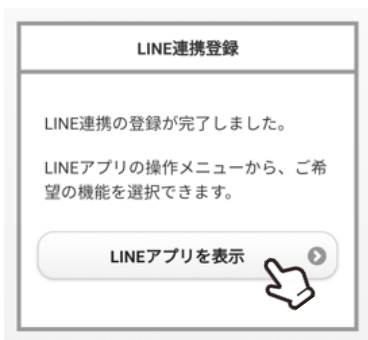 LINE連携登録
LINE連携の登録が完了しました。
LINEアプリの操作メニューから、ご希
望の機能を選択できます。
LINEアプリを表示